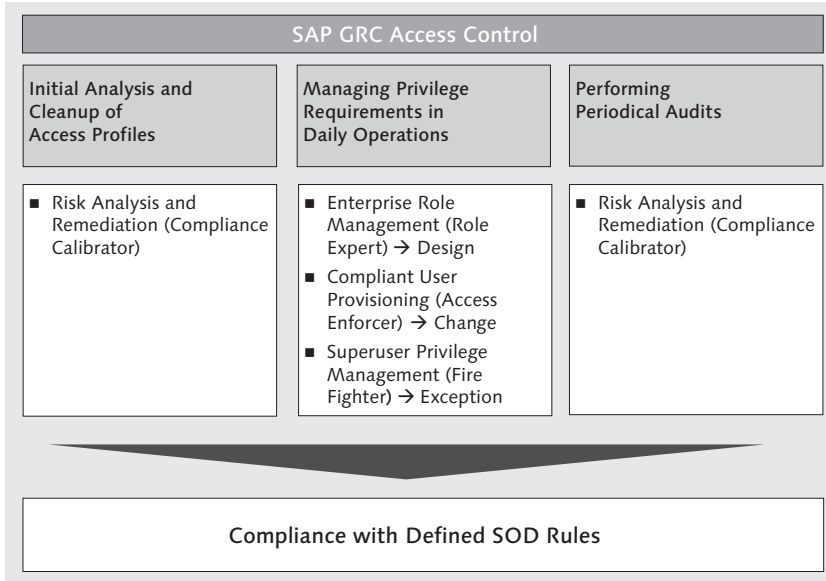 SAP GRC Access Control
Initial Analysis and
Cleanup of
Access Profiles
Managing Privilege
Requirements in
Daily Operations
Performing
Periodical Audits
■ Risk Analysis and
Remediation (Compliance
Calibrator)
■ Enterprise Role
Management (Role
Expert) → Design
■ Compliant User
Provisioning (Access
Enforcer) → Change
■ Superuser Privilege
Management (Fire
Fighter) → Exception
■ Risk Analysis and
Remediation (Compliance
Calibrator)
Compliance with Defined SOD Rules